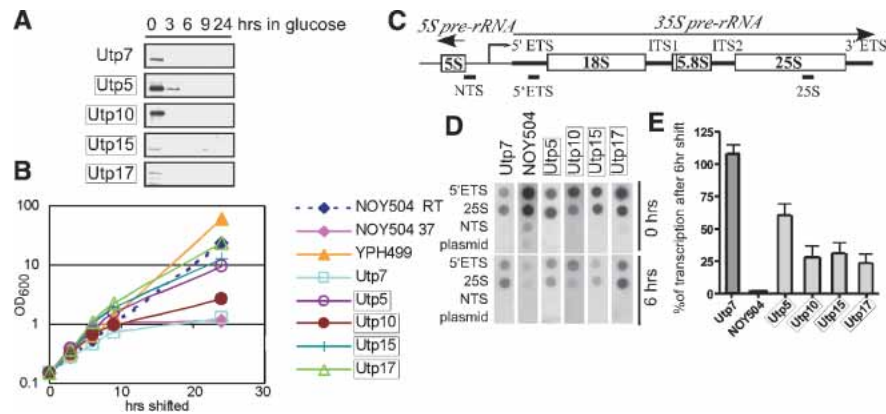 A
0 3 6 9 24 hrs in glucose
Utp7
Utp5
Utp10
Utp15
Utp17
B
100
10
1
0.1
OD600
0 10 20 30
hrs shifted
NOY504 RT
NOY504 37
YPH499
Utp7
Utp5
Utp10
Utp15
Utp17
C
5S pre-rRNA 35S pre-rRNA
5' ETS ITS1 ITS2 3' ETS
5S 18S 5.8S 25S
NTS 5'ETS 25S
D
Utp7 NOY504 Utp5 Utp10 Utp15 Utp17
5'ETS
25S
NTS
plasmid
0 hrs
5'ETS
25S
NTS
plasmid
6 hrs
E
%of transcription after 6hr shift
125
100
75
50
25
0
Utp7 NOY504 Utp5 Utp10 Utp15 Utp17